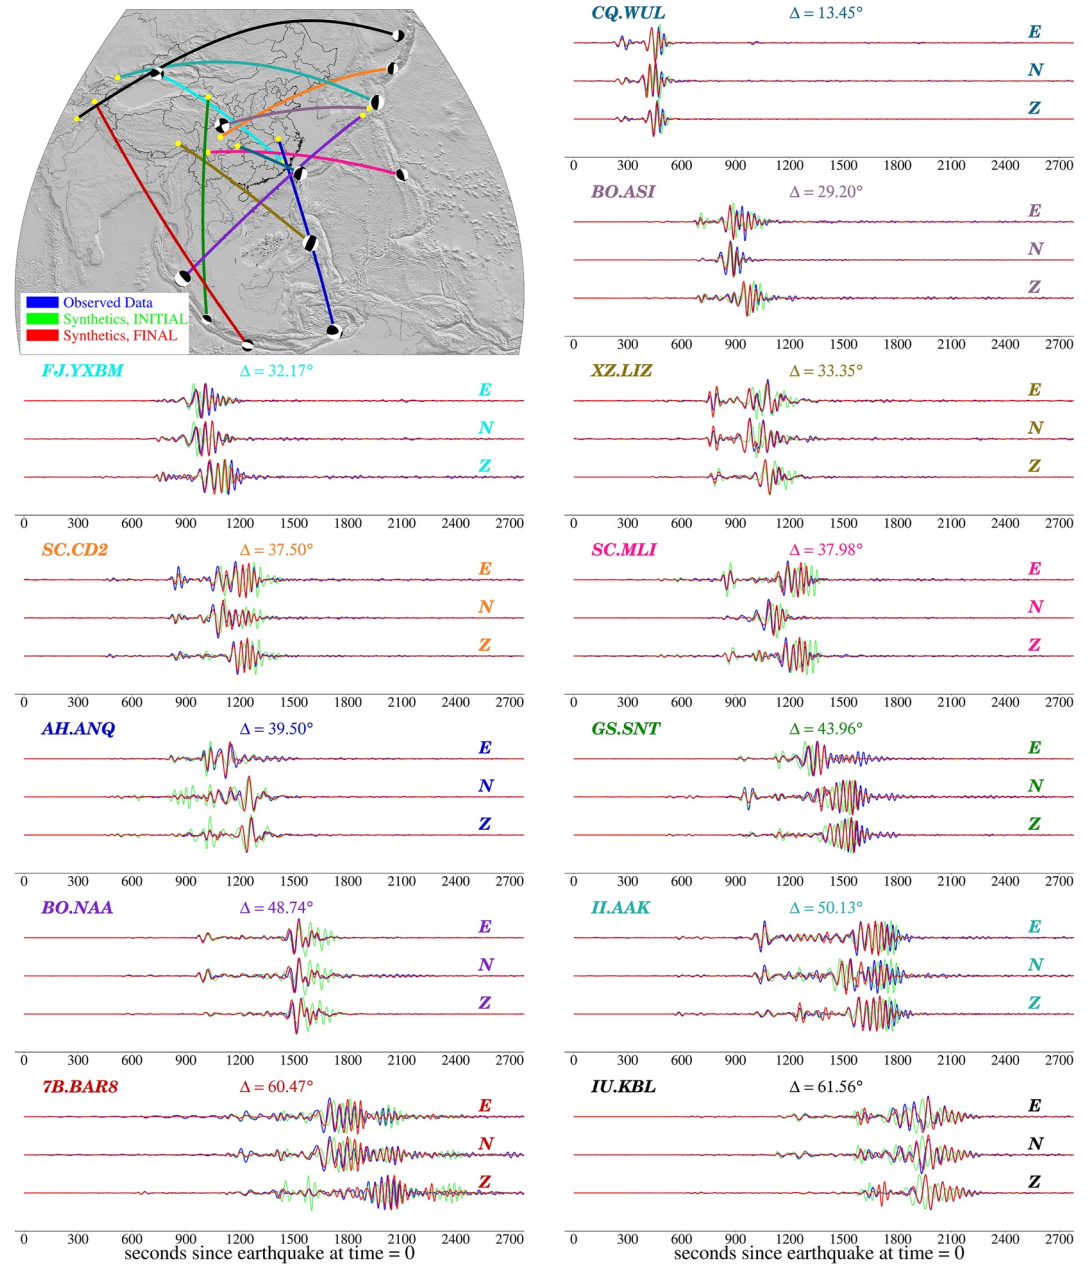 CQ.WUL Δ = 13.45°
E
N
Z
0 300 600 900 1200 1500 1800 2100 2400 2700
BO.ASI Δ = 29.20°
E
N
Z
0 300 600 900 1200 1500 1800 2100 2400 2700
Observed Data
Synthetics, INITIAL
Synthetics, FINAL
FJ.YXBM Δ = 32.17°
E
N
Z
0 300 600 900 1200 1500 1800 2100 2400 2700
XZ.LIZ Δ = 33.35°
E
N
Z
0 300 600 900 1200 1500 1800 2100 2400 2700
SC.CD2 Δ = 37.50°
E
N
Z
0 300 600 900 1200 1500 1800 2100 2400 2700
SC.MLI Δ = 37.98°
E
N
Z
0 300 600 900 1200 1500 1800 2100 2400 2700
AH.ANQ Δ = 39.50°
E
N
Z
0 300 600 900 1200 1500 1800 2100 2400 2700
GS.SNT Δ = 43.96°
E
N
Z
0 300 600 900 1200 1500 1800 2100 2400 2700
BO.NAA Δ = 48.74°
E
N
Z
0 300 600 900 1200 1500 1800 2100 2400 2700
II.AAK Δ = 50.13°
E
N
Z
0 300 600 900 1200 1500 1800 2100 2400 2700
7B.BAR8 Δ = 60.47°
E
N
Z
0 300 600 900 1200 1500 1800 2100 2400 2700
seconds since earthquake at time = 0
IU.KBL Δ = 61.56°
E
N
Z
0 300 600 900 1200 1500 1800 2100 2400 2700
seconds since earthquake at time = 0